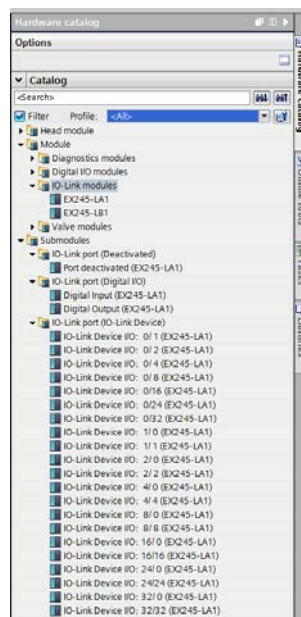 Hardware catalog
Options
Catalog
<Search>
Filter Profile: <All>
Head module
Module
Diagnostics modules
Digital I/O modules
IO-Link modules
EX245-LA1
EX245-LB1
Valve modules
Submodules
IO-Link port (Deactivated)
Port deactivated (EX245-LA1)
IO-Link port (Digital I/O)
Digital Input (EX245-LA1)
Digital Output (EX245-LA1)
IO-Link port (IO-Link Device)
IO-Link Device I/O: 0/ 1 (EX245-LA1)
IO-Link Device I/O: 0/ 2 (EX245-LA1)
IO-Link Device I/O: 0/ 4 (EX245-LA1)
IO-Link Device I/O: 0/ 8 (EX245-LA1)
IO-Link Device I/O: 0/16 (EX245-LA1)
IO-Link Device I/O: 0/24 (EX245-LA1)
IO-Link Device I/O: 0/32 (EX245-LA1)
IO-Link Device I/O: 1/ 0 (EX245-LA1)
IO-Link Device I/O: 1/ 1 (EX245-LA1)
IO-Link Device I/O: 2/ 0 (EX245-LA1)
IO-Link Device I/O: 2/ 2 (EX245-LA1)
IO-Link Device I/O: 4/ 0 (EX245-LA1)
IO-Link Device I/O: 4/ 4 (EX245-LA1)
IO-Link Device I/O: 8/ 0 (EX245-LA1)
IO-Link Device I/O: 8/ 8 (EX245-LA1)
IO-Link Device I/O: 16/ 0 (EX245-LA1)
IO-Link Device I/O: 16/16 (EX245-LA1)
IO-Link Device I/O: 24/ 0 (EX245-LA1)
IO-Link Device I/O: 24/24 (EX245-LA1)
IO-Link Device I/O: 32/ 0 (EX245-LA1)
IO-Link Device I/O: 32/32 (EX245-LA1)